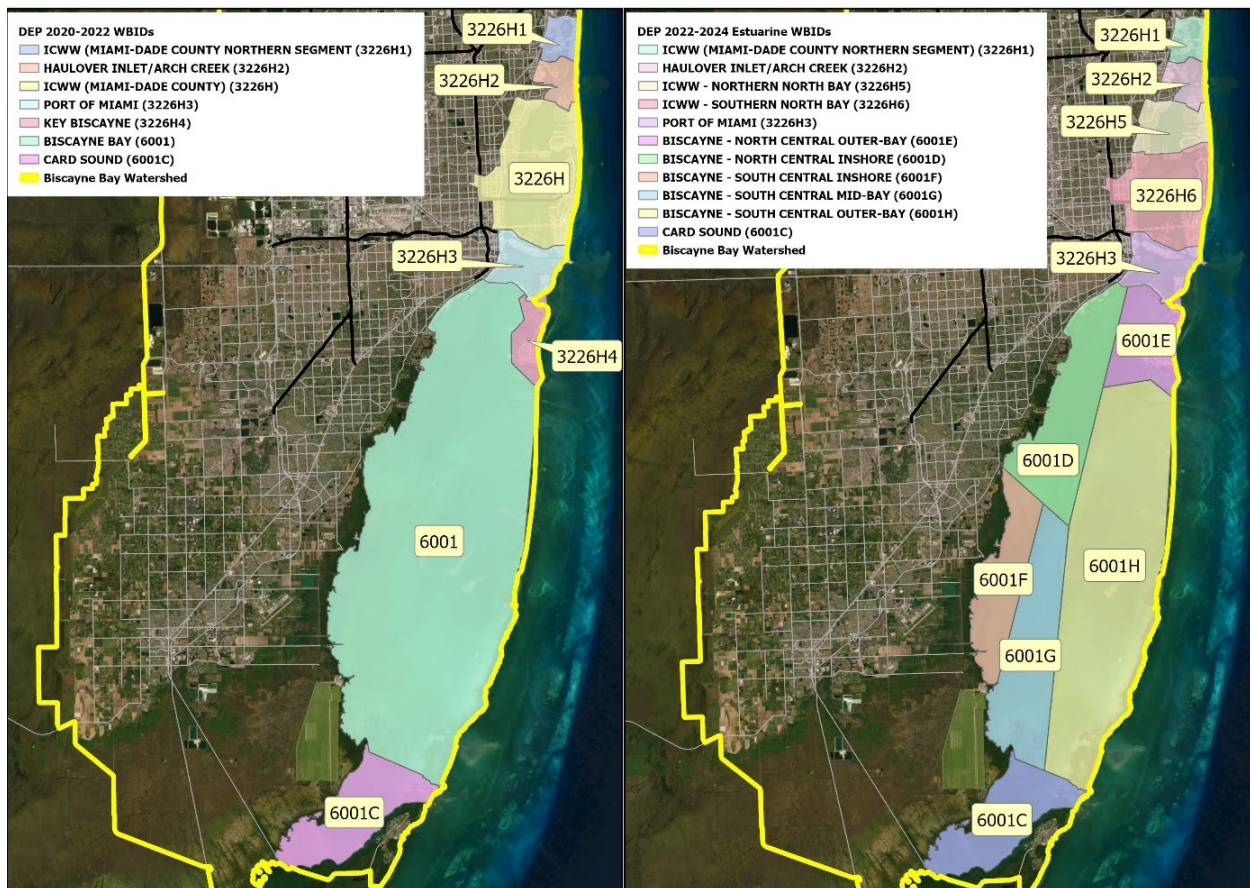 DEP 2020-2022 WBIDs
ICWW (MIAMI-DADE COUNTY NORTHERN SEGMENT (3226H1)
HAULOVER INLET/ARCH CREEK (3226H2)
ICWW (MIAMI-DADE COUNTY) (3226H)
PORT OF MIAMI (3226H3)
KEY BISCAYNE (3226H4)
BISCAYNE BAY (6001)
CARD SOUND (6001C)
Biscayne Bay Watershed
3226H1
3226H2
3226H
3226H3
3226H4
6001
6001C
DEP 2022-2024 Estuarine WBIDs
ICWW (MIAMI-DADE COUNTY NORTHERN SEGMENT) (3226H1)
HAULOVER INLET/ARCH CREEK (3226H2)
ICWW - NORTHERN NORTH BAY (3226H5)
ICWW - SOUTHERN NORTH BAY (3226H6)
PORT OF MIAMI (3226H3)
BISCAYNE - NORTH CENTRAL OUTER-BAY (6001E)
BISCAYNE - NORTH CENTRAL INSHORE (6001D)
BISCAYNE - SOUTH CENTRAL INSHORE (6001F)
BISCAYNE - SOUTH CENTRAL MID-BAY (6001G)
BISCAYNE - SOUTH CENTRAL OUTER-BAY (6001H)
CARD SOUND (6001C)
Biscayne Bay Watershed
3226H1
3226H2
3226H5
3226H6
3226H3
6001E
6001D
6001H
6001F
6001G
6001C